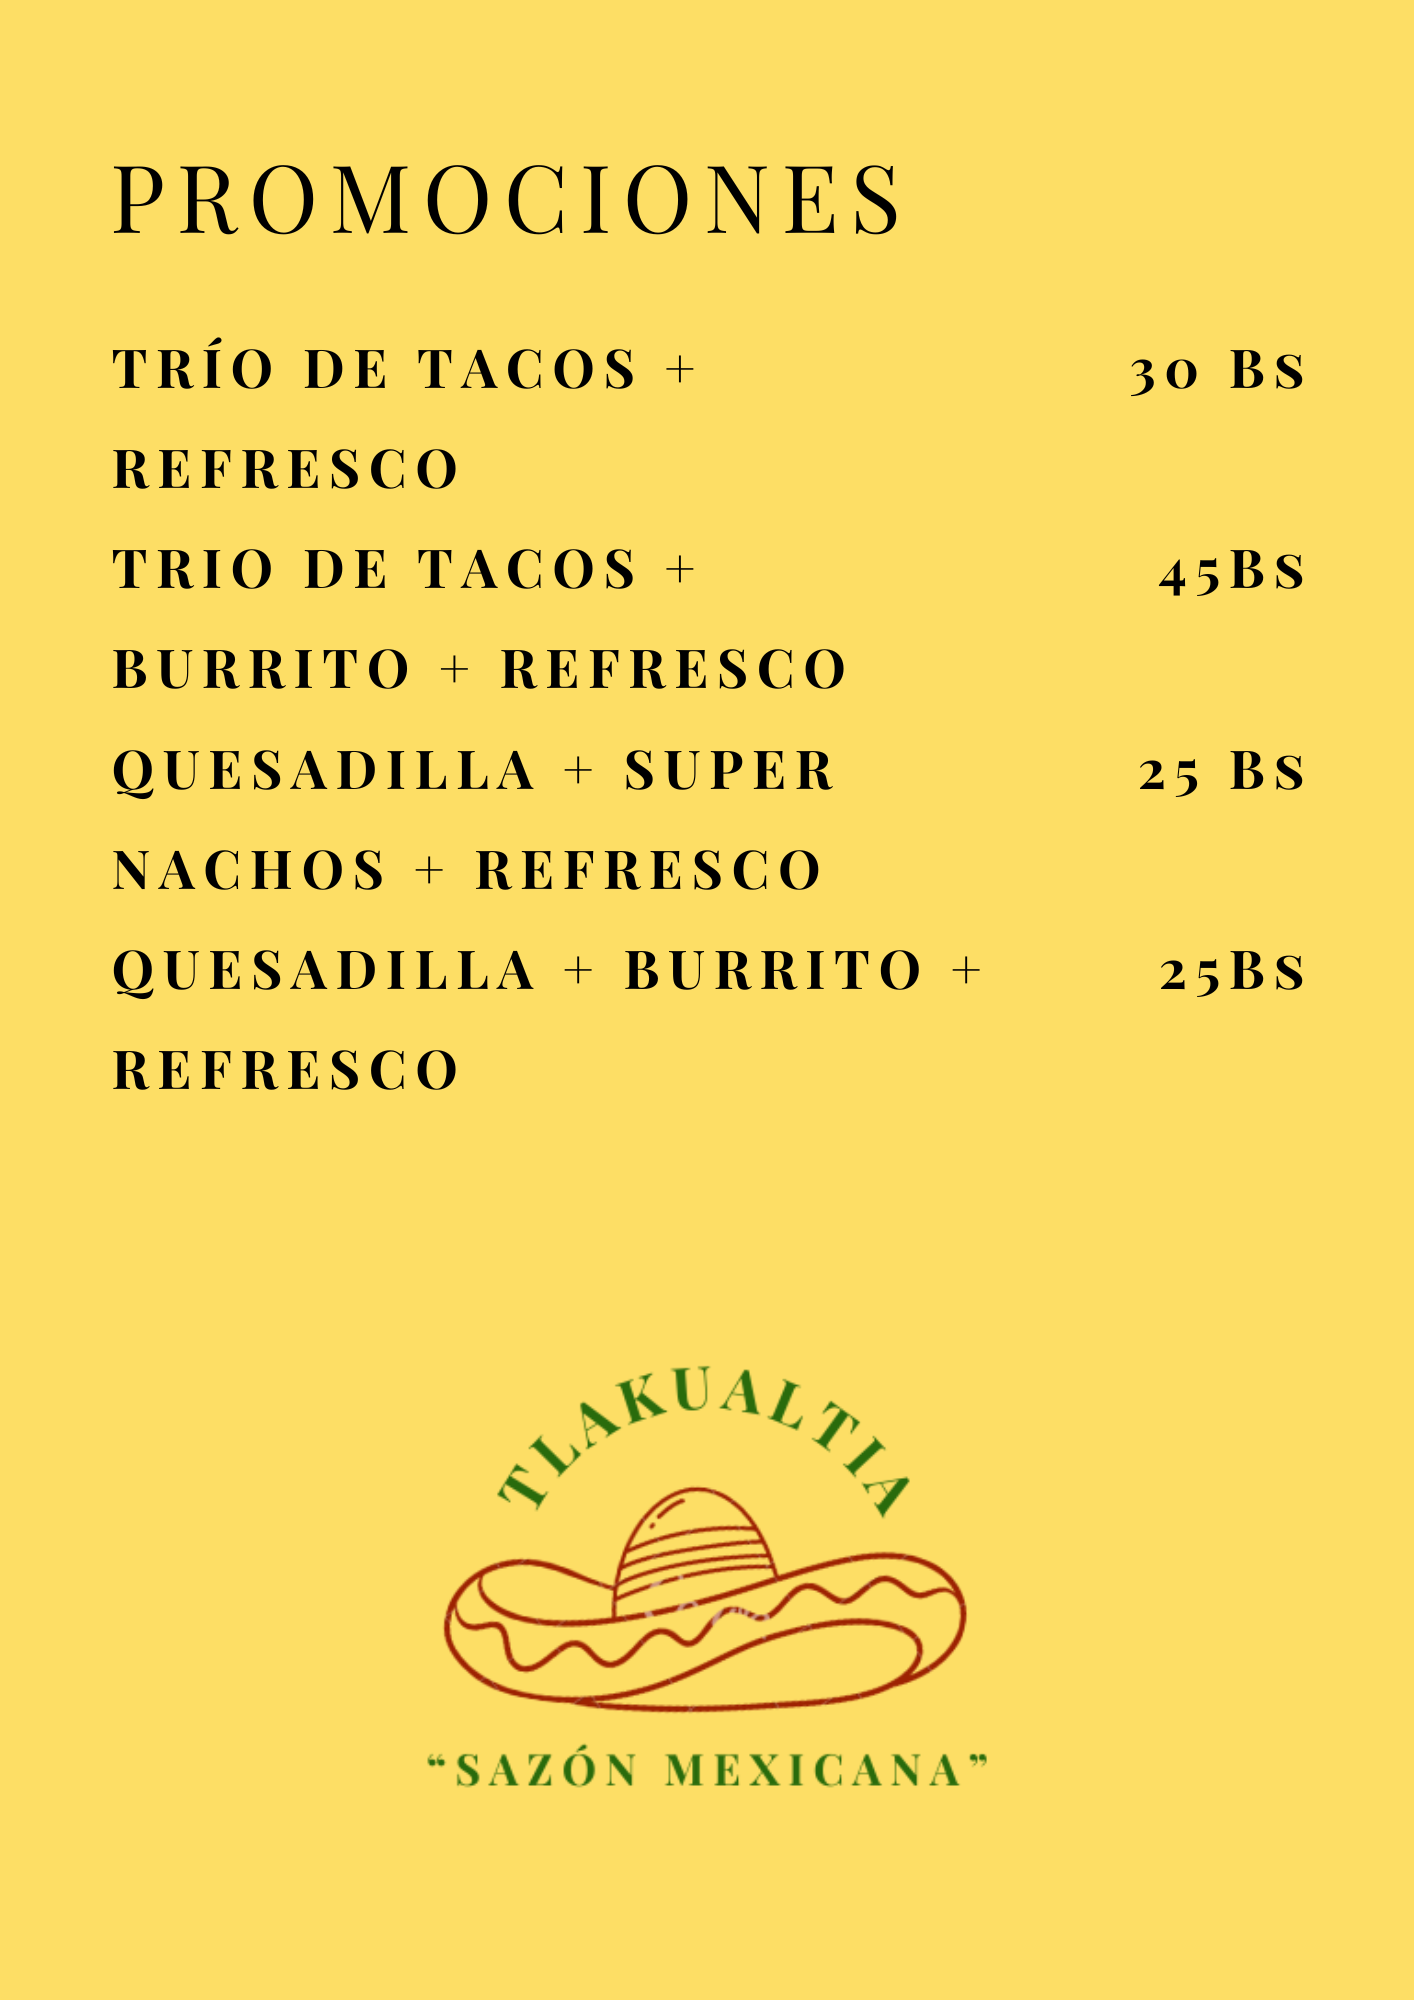 PROMOCIONES
TRÍO DE TACOS + 30 BS
REFRESCO
TRIO DE TACOS + 45BS
BURRITO + REFRESCO
QUESADILLA + SUPER 25 BS
NACHOS + REFRESCO
QUESADILLA + BURRITO + 25BS
REFRESCO
TLAKUALTIA
“SAZÓN MEXICANA”